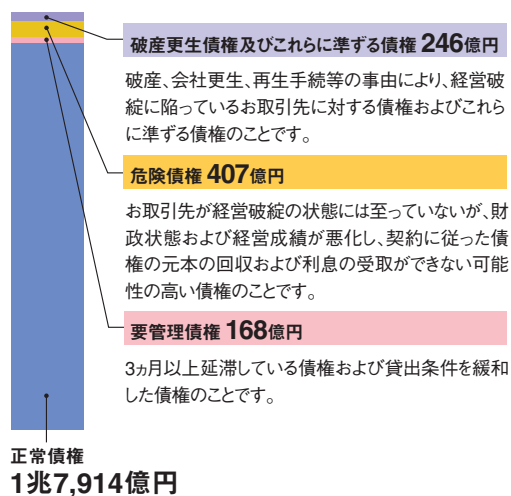 破産更生債権及びこれらに準ずる債権 246億円
破産、会社更生、再生手続等の事由により、経営破
綻に陥っているお取引先に対する債権およびこれら
に準ずる債権のことです。
危険債権 407億円
お取引先が経営破綻の状態には至っていないが、財
政状態および経営成績が悪化し、契約に従った債
権の元本の回収および利息の受取ができない可能
性の高い債権のことです。
要管理債権 168億円
3ヵ月以上延滞している債権および貸出条件を緩和
した債権のことです。
正常債権
1兆7,914億円